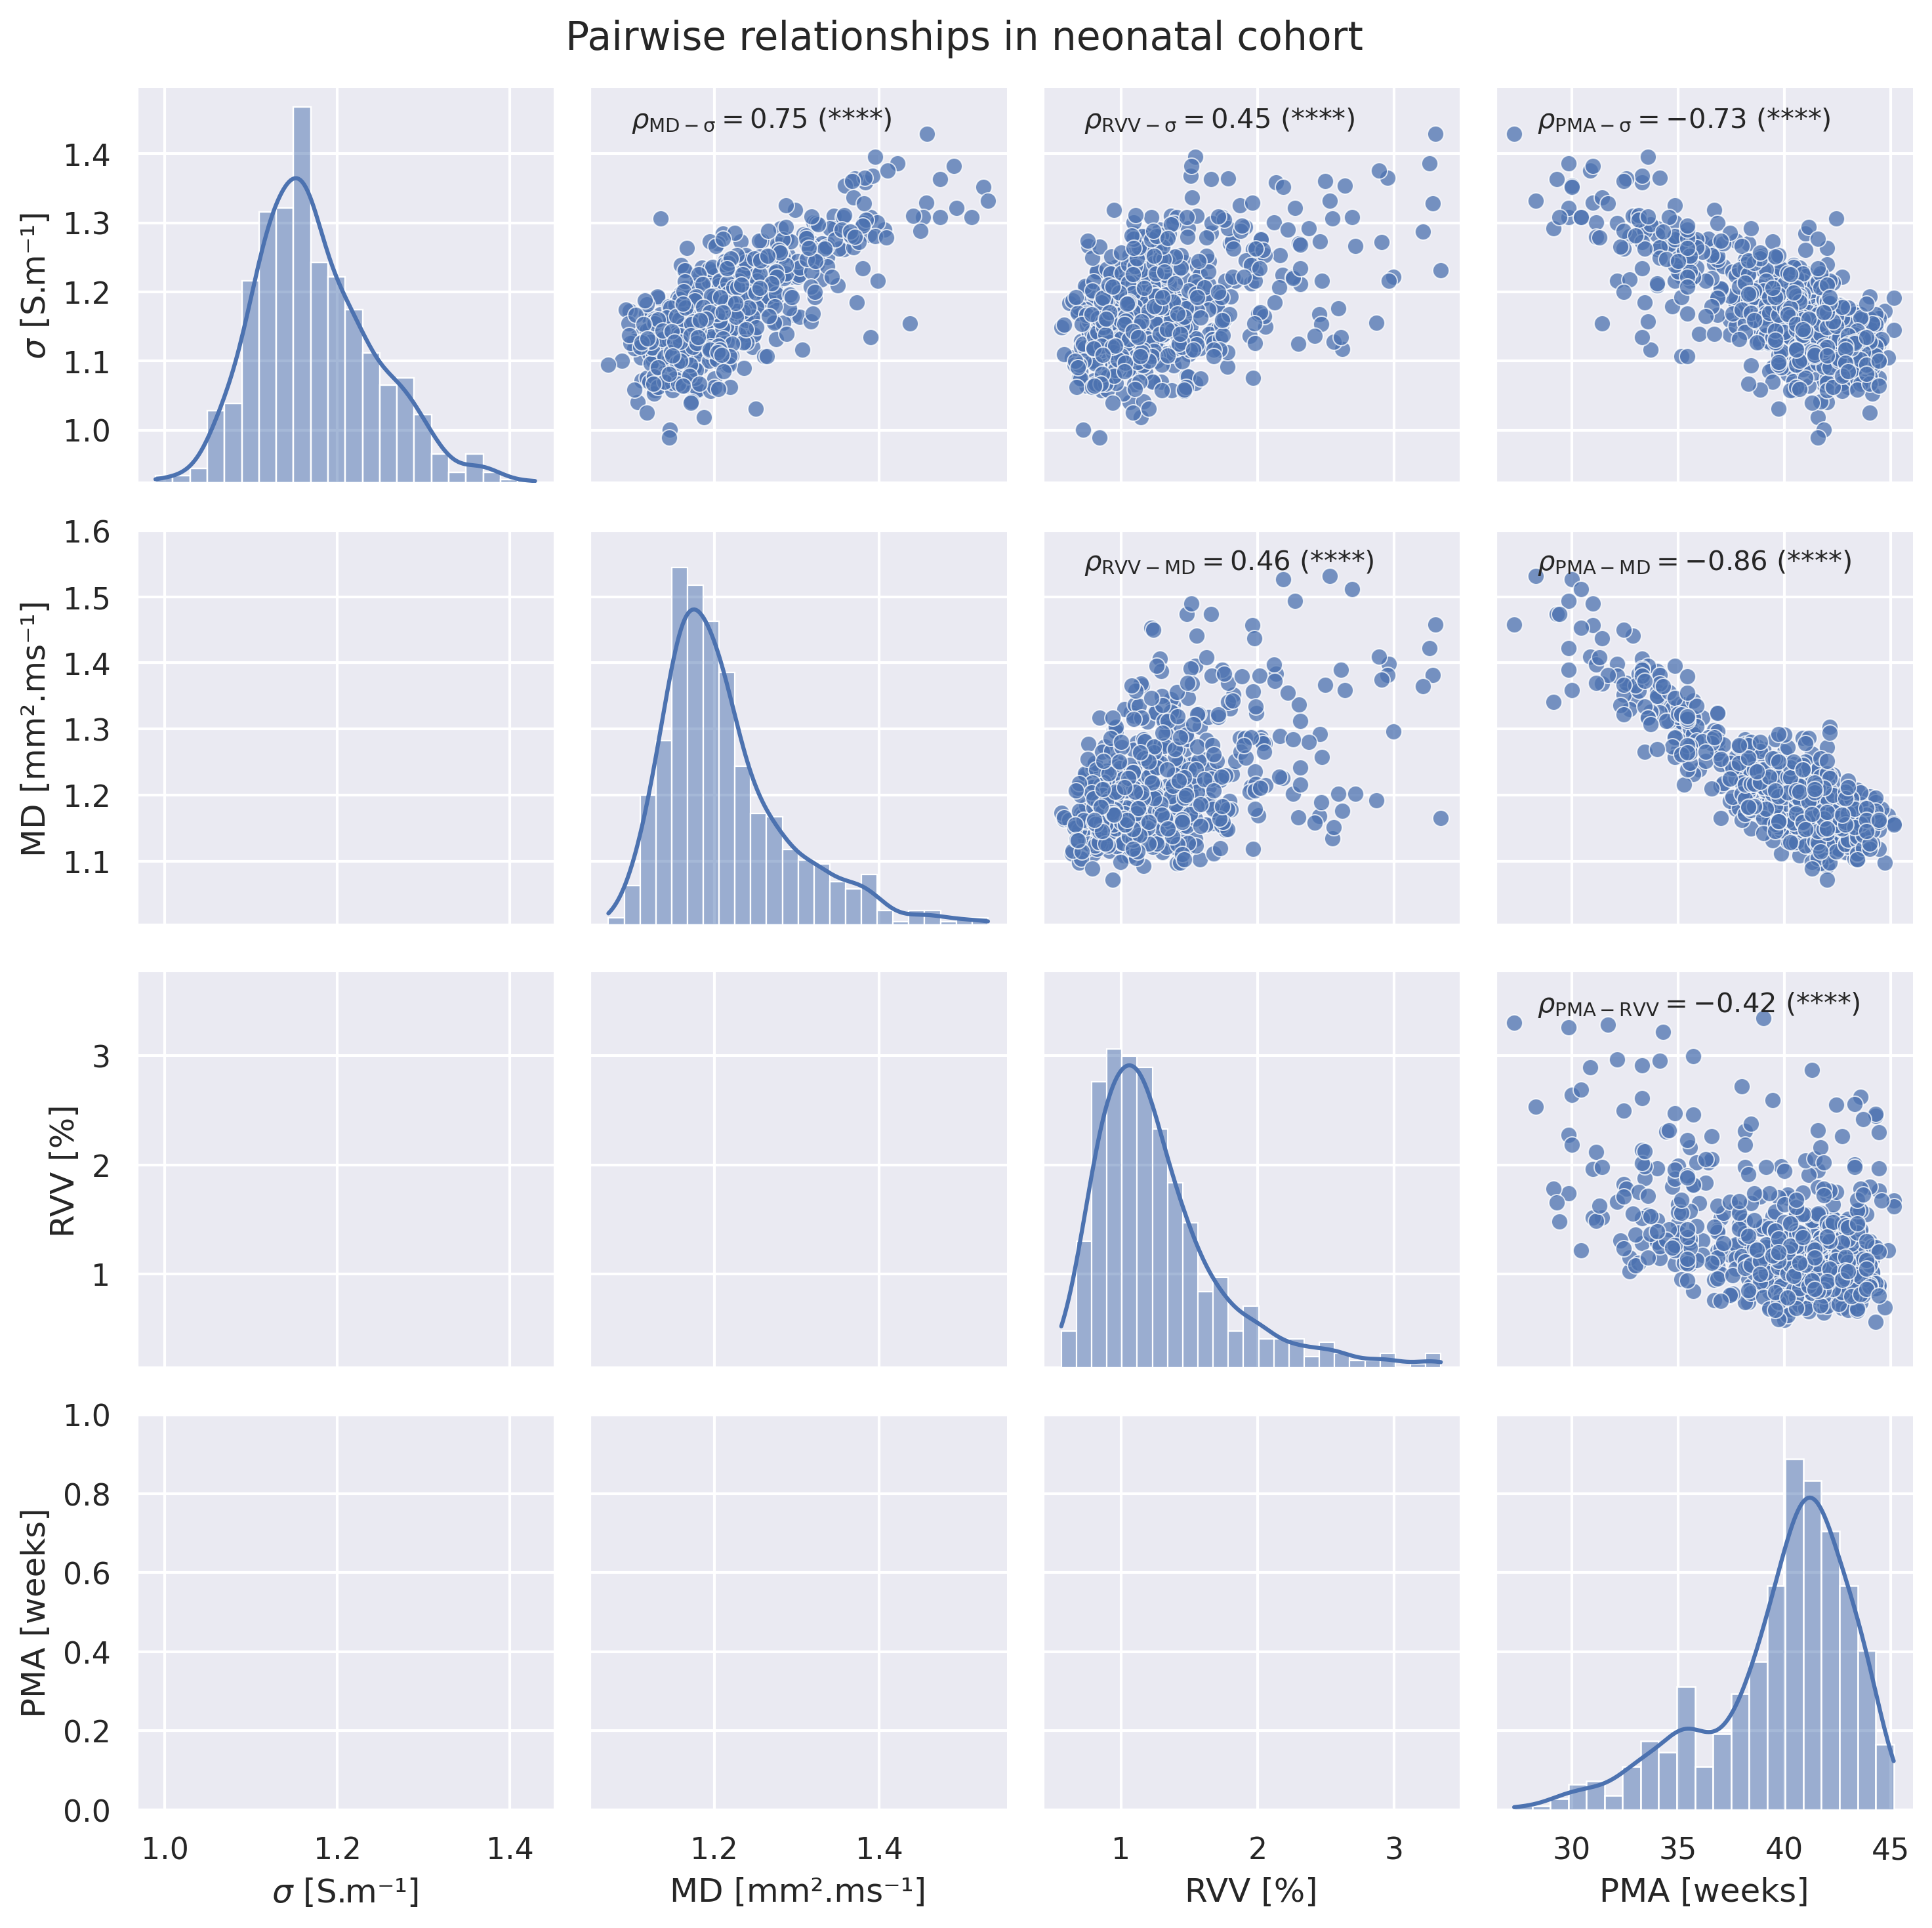 Pairwise relationships in neonatal cohort
ρMD−σ = 0.75 (****)
ρRVV−σ = 0.45 (****)
ρPMA−σ = −0.73 (****)
1.4
1.3
1.2
1.1
1.0
σ [S.m⁻¹]
ρRVV−MD = 0.46 (****)
ρPMA−MD = −0.86 (****)
1.6
1.5
1.4
1.3
1.2
1.1
MD [mm².ms⁻¹]
ρPMA−RVV = −0.42 (****)
3
2
1
RVV [%]
1.0
0.8
0.6
0.4
0.2
0.0
PMA [weeks]
1.0 1.2 1.4
1.2 1.4
1 2 3
30 35 40 45
σ [S.m⁻¹]
MD [mm².ms⁻¹]
RVV [%]
PMA [weeks]